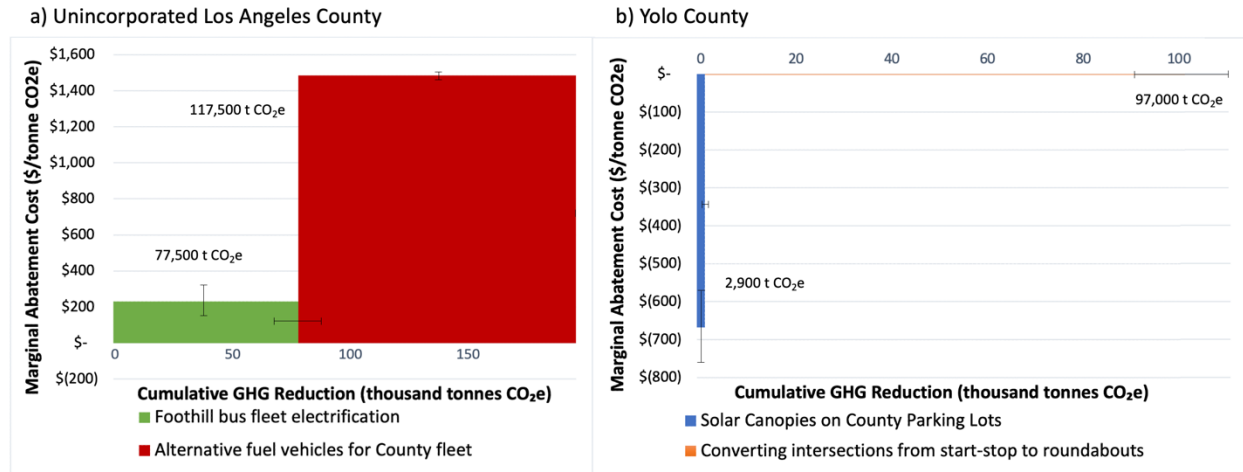 a) Unincorporated Los Angeles County
Marginal Abatement Cost ($/tonne CO2e)
$1,600
$1,400
$1,200
$1,000
$800
$600
$400
$200
$-
$(200)
117,500 t CO₂e
77,500 t CO₂e
0
50
100
150
Cumulative GHG Reduction (thousand tonnes CO₂e)
Foothill bus fleet electrification
Alternative fuel vehicles for County fleet
b) Yolo County
Marginal Abatement Cost ($/tonne CO2e)
0
20
40
60
80
100
$-
$(100)
$(200)
$(300)
$(400)
$(500)
$(600)
$(700)
$(800)
97,000 t CO₂e
2,900 t CO₂e
Cumulative GHG Reduction (thousand tonnes CO₂e)
Solar Canopies on County Parking Lots
Converting intersections from start-stop to roundabouts